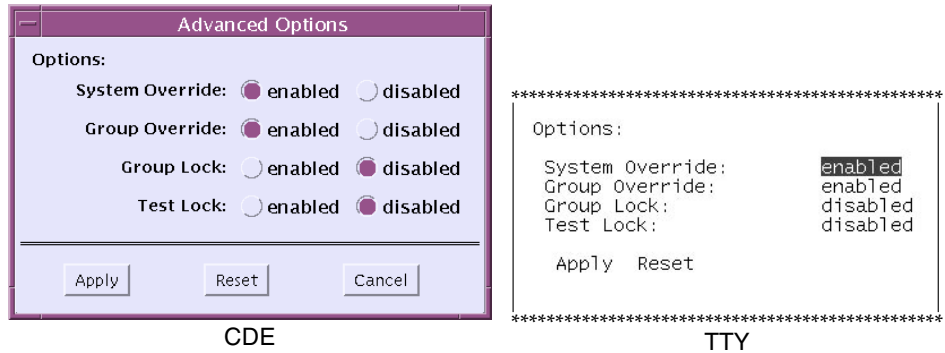 Advanced Options
Options:
System Override: enabled disabled
Group Override: enabled disabled
Group Lock: enabled disabled
Test Lock: enabled disabled
Apply Reset Cancel
CDE
************************************************
Options:
System Override: enabled
Group Override: enabled
Group Lock: disabled
Test Lock: disabled
Apply Reset
************************************************
TTY